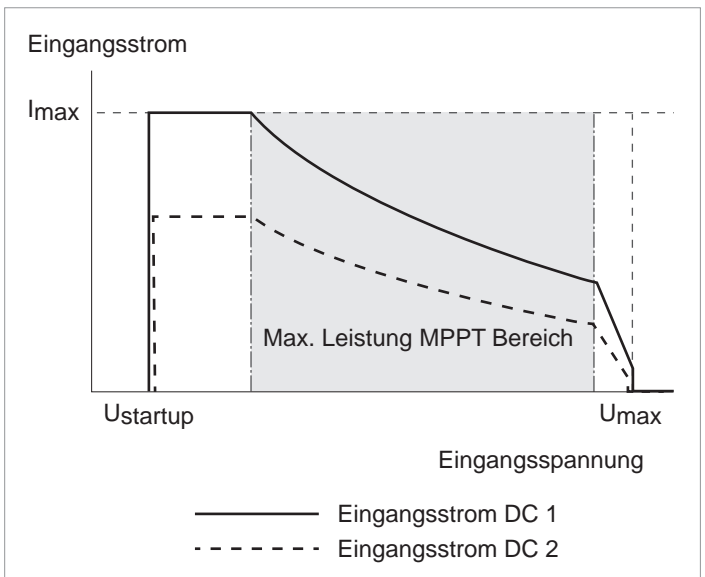 Eingangsstrom
Imax
Max. Leistung MPPT Bereich
Ustartup
Umax
Eingangsspannung
Eingangsstrom DC 1
Eingangsstrom DC 2